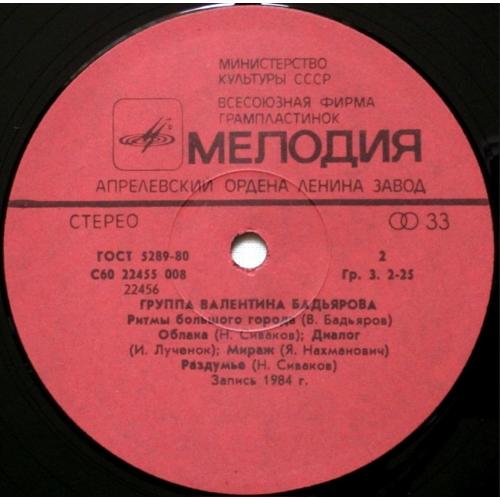 МИНИСТЕРСТВО
КУЛЬТУРЫ СССР
ВСЕСОЮЗНАЯ ФИРМА
ГРАМПЛАСТИНОК
МЕЛОДИЯ
АПРЕЛЕВСКИЙ ОРДЕНА ЛЕНИНА ЗАВОД
СТЕРЕО 33
ГОСТ 5289-80 2
С60 22455 008 Гр. 3. 2-25
22456
ГРУППА ВАЛЕНТИНА БАДЬЯРОВА
Ритмы большого города (В. Бадьяров)
Облака (Н. Сиваков); Диалог
(И. Лученок); Мираж (Я. Нахманович)
Раздумье (Н. Сиваков)
Запись 1984 г.